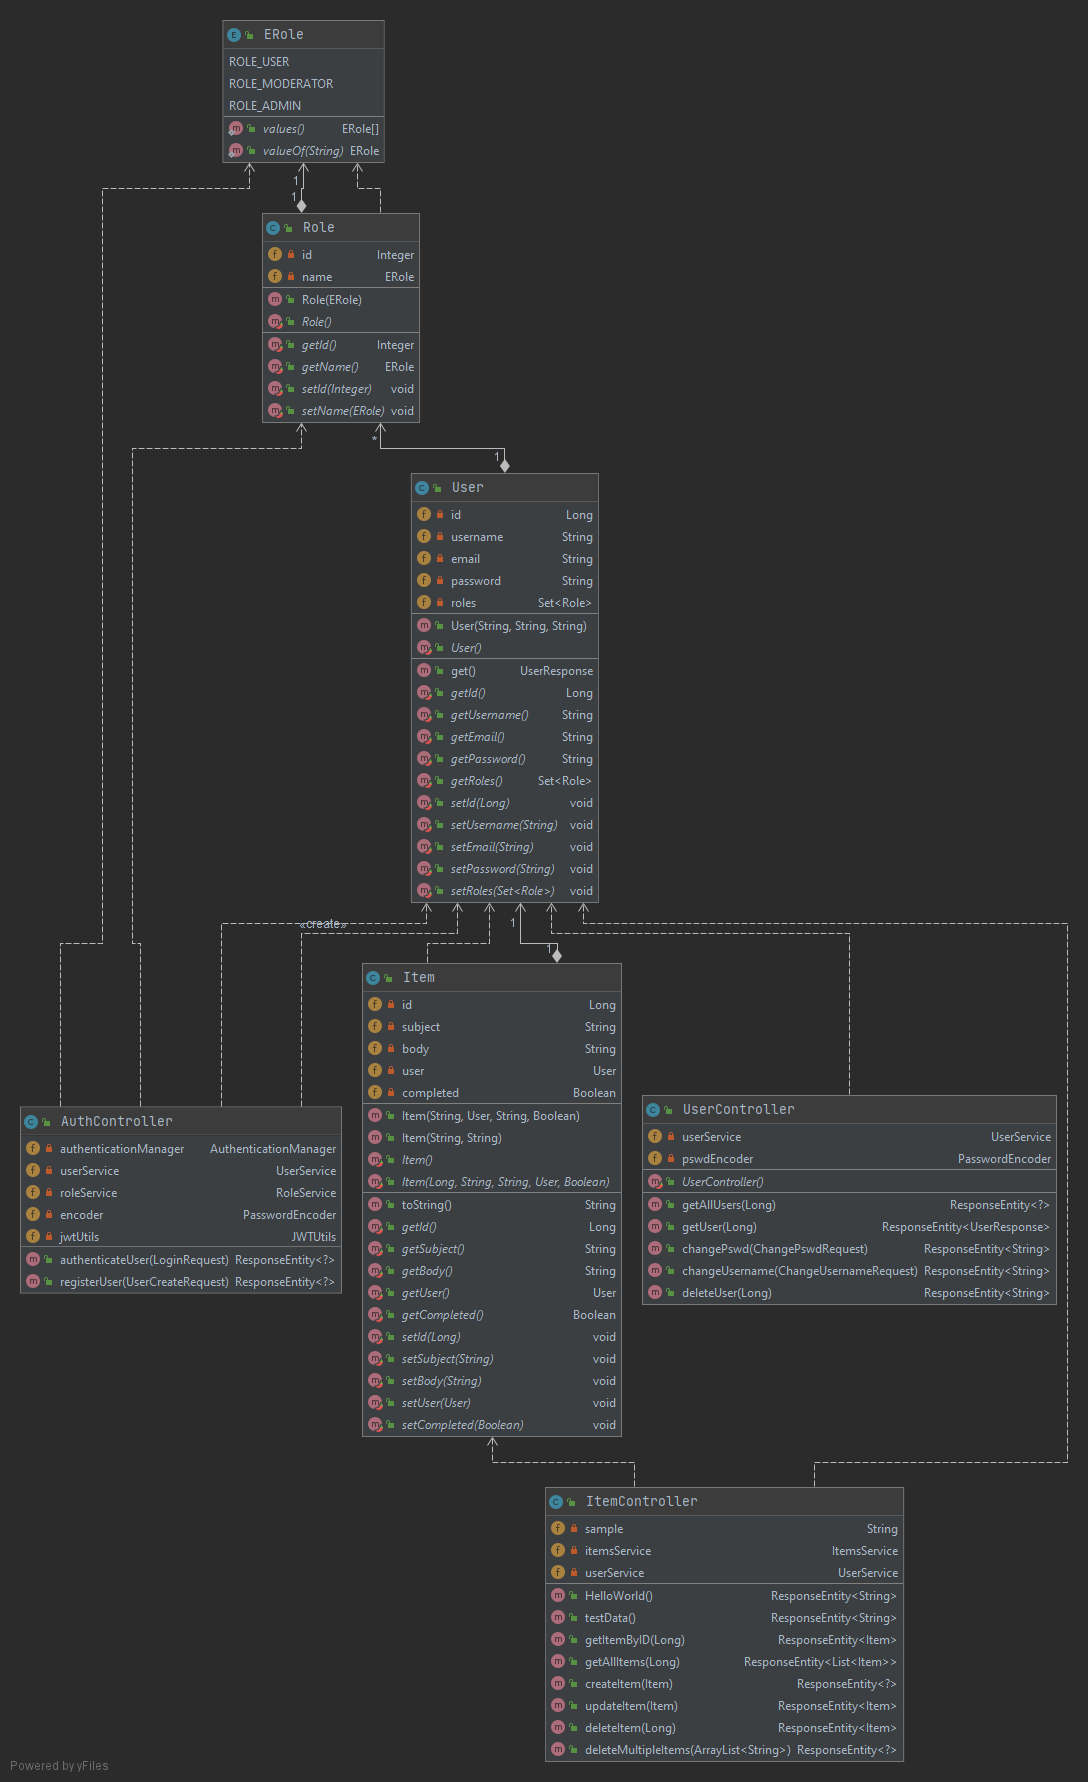 ERole
ROLE_USER
ROLE_MODERATOR
ROLE_ADMIN
values() ERole[]
valueOf(String) ERole
1
1
Role
id Integer
name ERole
Role(ERole)
Role()
getId() Integer
getName() ERole
setId(Integer) void
setName(ERole) void
*
1
User
id Long
username String
email String
password String
roles Set<Role>
User(String, String, String)
User()
get() UserResponse
getId() Long
getUsername() String
getEmail() String
getPassword() String
getRoles() Set<Role>
setId(Long) void
setUsername(String) void
setEmail(String) void
setPassword(String) void
setRoles(Set<Role>) void
«create»
1
1
Item
id Long
subject String
body String
user User
completed Boolean
Item(String, User, String, Boolean)
Item(String, String)
Item()
Item(Long, String, String, User, Boolean)
toString() String
getId() Long
getSubject() String
getBody() String
getUser() User
getCompleted() Boolean
setId(Long) void
setSubject(String) void
setBody(String) void
setUser(User) void
setCompleted(Boolean) void
AuthController
authenticationManager AuthenticationManager
userService UserService
roleService RoleService
encoder PasswordEncoder
jwtUtils JWTUtils
authenticateUser(LoginRequest) ResponseEntity<?>
registerUser(UserCreateRequest) ResponseEntity<?>
UserController
userService UserService
pswdEncoder PasswordEncoder
UserController()
getAllUsers(Long) ResponseEntity<?>
getUser(Long) ResponseEntity<UserResponse>
changePswd(ChangePswdRequest) ResponseEntity<String>
changeUsername(ChangeUsernameRequest) ResponseEntity<String>
deleteUser(Long) ResponseEntity<String>
ItemController
sample String
itemsService ItemsService
userService UserService
HelloWorld() ResponseEntity<String>
testData() ResponseEntity<String>
getItemByID(Long) ResponseEntity<Item>
getAllItems(Long) ResponseEntity<List<Item>>
createItem(Item) ResponseEntity<?>
updateItem(Item) ResponseEntity<Item>
deleteItem(Long) ResponseEntity<Item>
deleteMultipleItems(ArrayList<String>) ResponseEntity<?>
Powered by yFiles